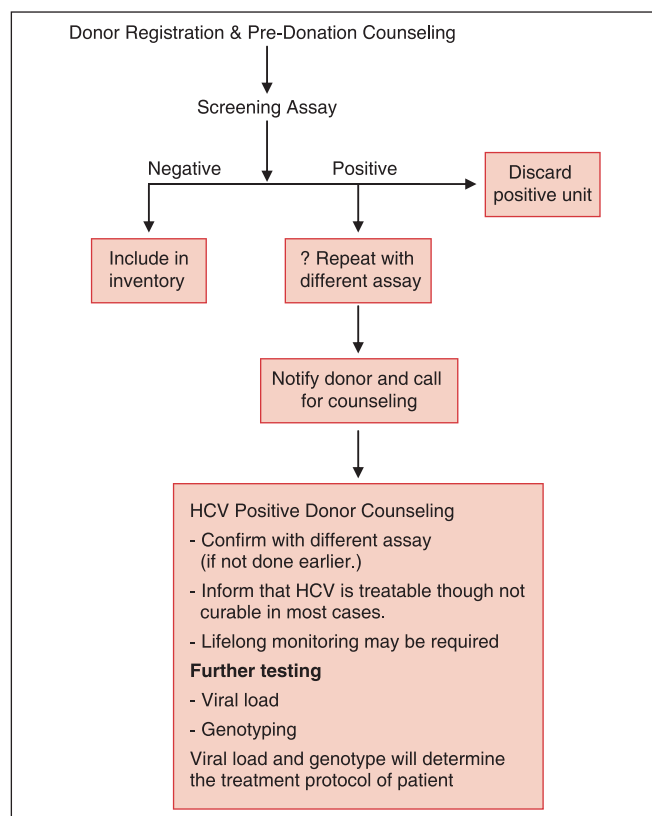 Donor Registration & Pre-Donation Counseling
Screening Assay
Negative
Positive
Discard
positive unit
Include in
inventory
? Repeat with
different assay
Notify donor and call
for counseling
HCV Positive Donor Counseling
- Confirm with different assay
(if not done earlier.)
- Inform that HCV is treatable though not
curable in most cases.
- Lifelong monitoring may be required
Further testing
- Viral load
- Genotyping
Viral load and genotype will determine
the treatment protocol of patient